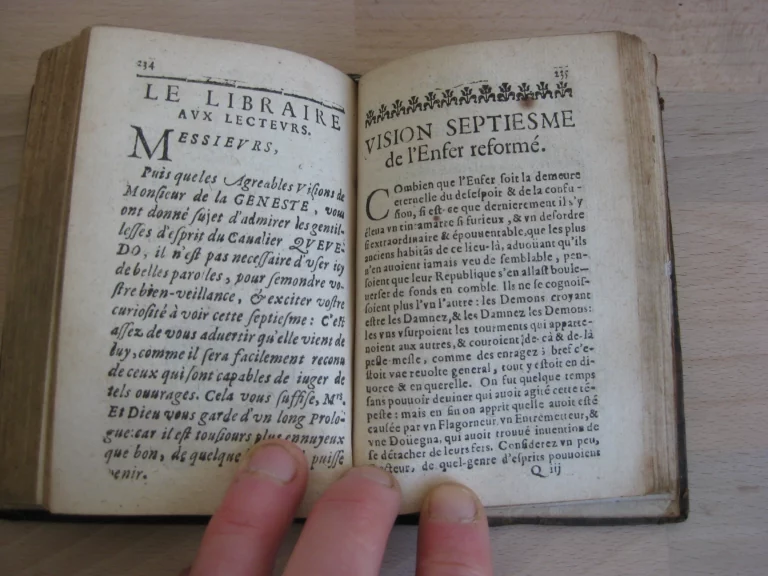 234
LE LIBRAIRE
AVX LECTEVRS.
MESSIEVRS,
Puis queles Agreables Visions de
Monsieur de la GENESTE, vous
ont donné sujet d'admirer les gentil-
lesses d'esprit du Caualier QVEVE-
DO, il n'est pas necessaire d'vser icy
de belles paroles, pour semondre vo-
stre bien-veillance, & exciter vostre
curiosité à voir cette septiesme: C'est
assez de vous aduertir qu'elle vient de
luy, comme il sera facilement reconu
de ceux qui sont capables de iuger de
tels ouurages. Cela vous suffise, Mrs.
Et Dieu vous garde d'vn long Prolo-
gue: car il est tousiours plus ennuyeux
que bon, de quelque puisse
venir.
235
VISION SEPTIESME
de l'Enfer reformé.
COmbien que l'Enfer soit la demeure
eternelle du desespoir & de la confu-
sion, si est-ce que dernierement il s'y
éleua vn tintamarre si furieux, & vn desordre
si extraordinaire & épouuentable, que les plus
anciens habitãs de ce lieu-là, aduoüant qu'ils
n'en auoient iamais veu de semblable, pen-
soient que leur Republique s'en allast boule-
uerser de fonds en comble. Ils ne se cognois-
soient plus l'vn l'autre: les Demons croyant
estre les Damnez, & les Damnez les Demons:
les vns vsurpoient les tourments qui apparte-
noient aux autres, & couroient de-cà & de-là
pesle-mesle, comme des enragez; bref c'e-
stoit vne reuolte general, tout y estoit en di-
uorce & en querelle. On fut quelque temps
sans pouuoir deuiner qui auoit agité cette tẽ-
peste: mais en fin on apprit quelle auoit esté
causée par vn Flagorneur, vn Entremetteur, &
vne Doüegna, qui auoit trouué inuention de
se détacher de leurs fers. Considerez vn peu,
Lecteur, de quel-genre d'esprits pouuoient
Q iij